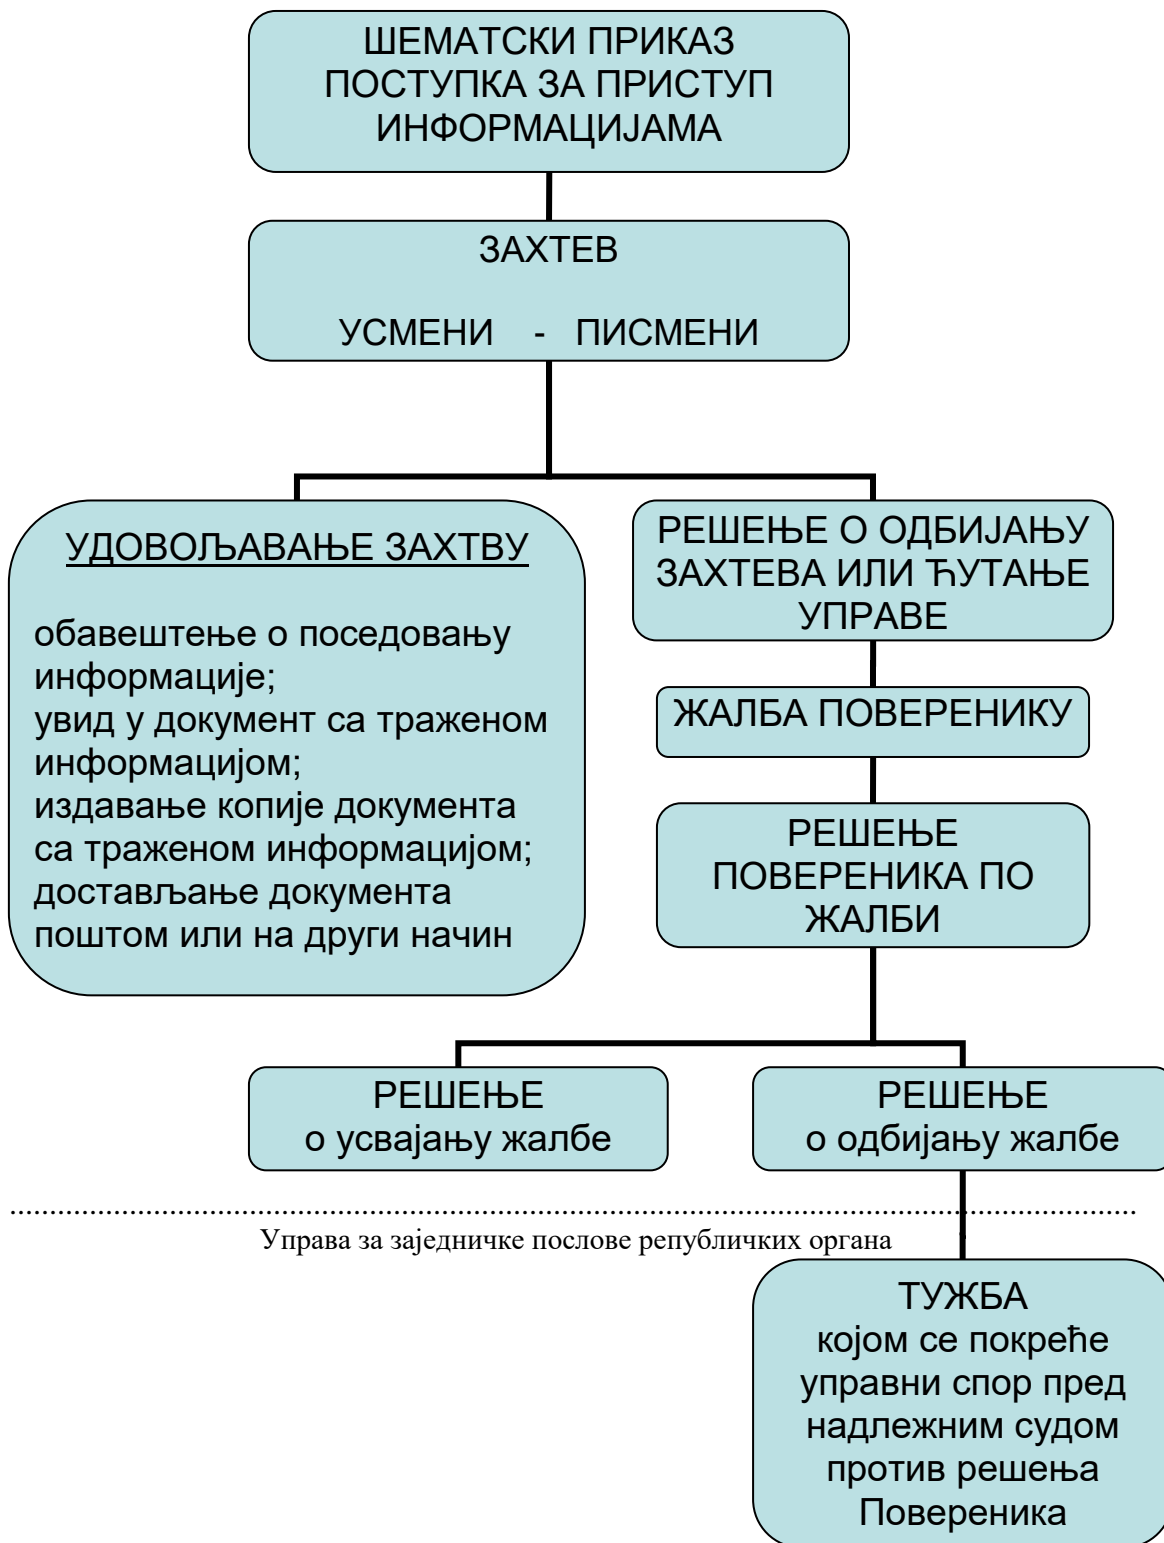 ШЕМАТСКИ ПРИКАЗ
ПОСТУПКА ЗА ПРИСТУП
ИНФОРМАЦИЈАМА
ЗАХТЕВ
УСМЕНИ - ПИСМЕНИ
УДОВОЉАВАЊЕ ЗАХТВУ
обавештење о поседовању
информације;
увид у документ са траженом
информацијом;
издавање копије документа
са траженом информацијом;
достављање документа
поштом или на други начин
РЕШЕЊЕ О ОДБИЈАЊУ
ЗАХТЕВА ИЛИ ЋУТАЊЕ
УПРАВЕ
ЖАЛБА ПОВЕРЕНИКУ
РЕШЕЊЕ
ПОВЕРЕНИКА ПО
ЖАЛБИ
РЕШЕЊЕ
о усвајању жалбе
РЕШЕЊЕ
о одбијању жалбе
Управа за заједничке послове републичких органа
ТУЖБА
којом се покреће
управни спор пред
надлежним судом
против решења
Повереника